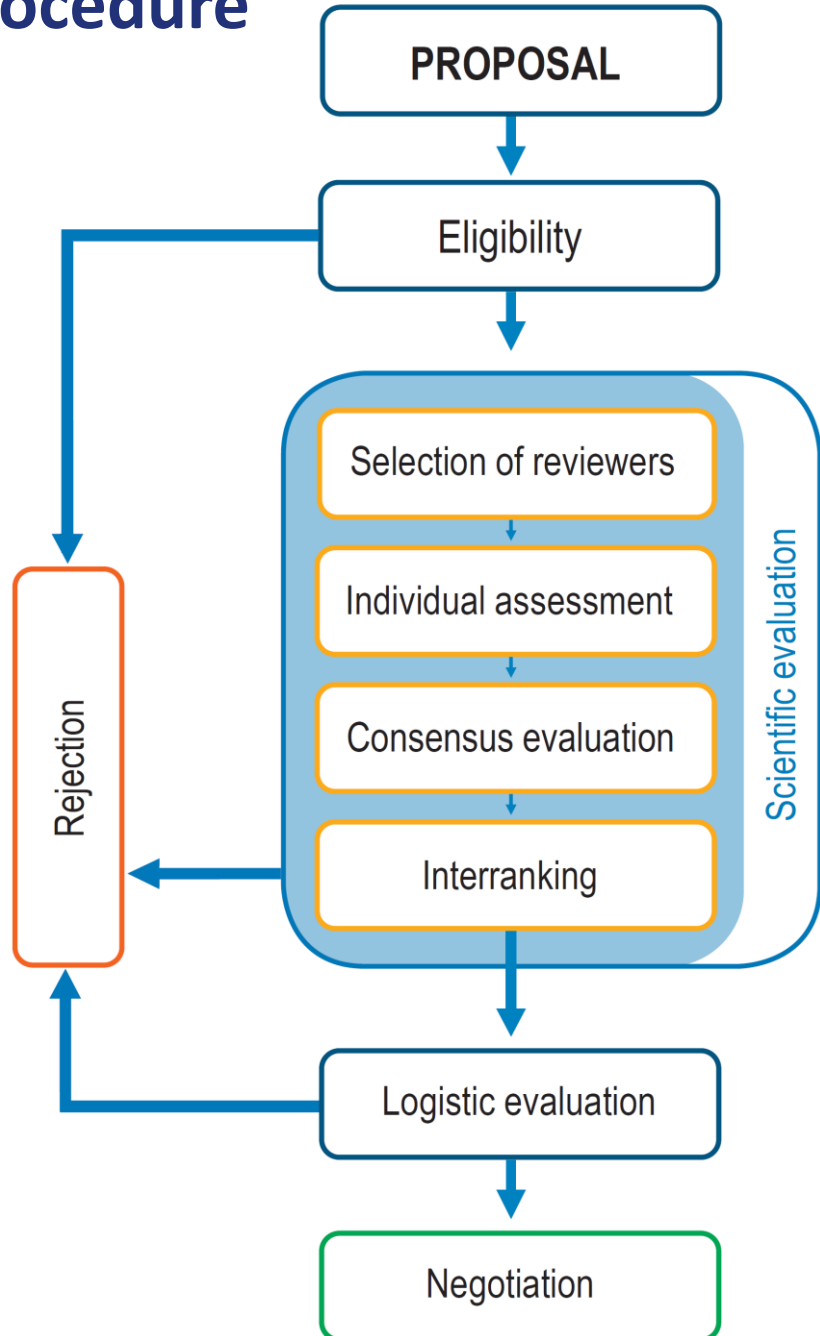 ocedure
PROPOSAL
Eligibility
Selection of reviewers
Individual assessment
Consensus evaluation
Interranking
Scientific evaluation
Rejection
Logistic evaluation
Negotiation